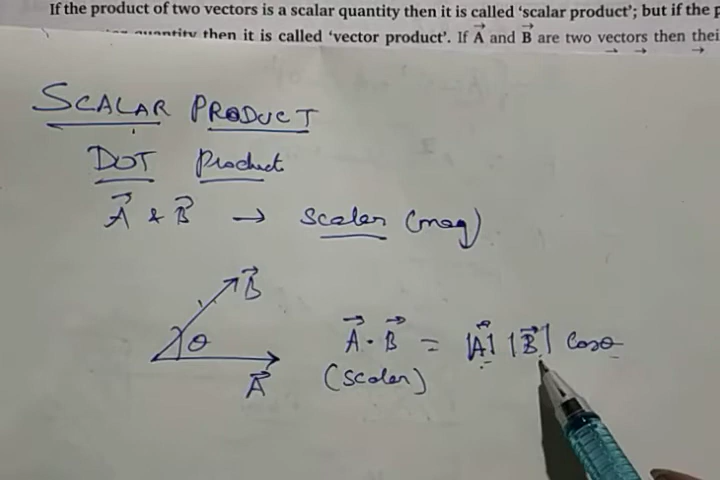 If the product of two vectors is a scalar quantity then it is called 'scalar product'; but if the p
quantity then it is called 'vector product'. If A⃗ and B⃗ are two vectors then thei
SCALAR PRODUCT
DOT Product
A⃗ & B⃗ → Scalar (mag)
B⃗
θ
A⃗
A⃗ · B⃗ = |A⃗| |B⃗| Cosθ
(Scalar)